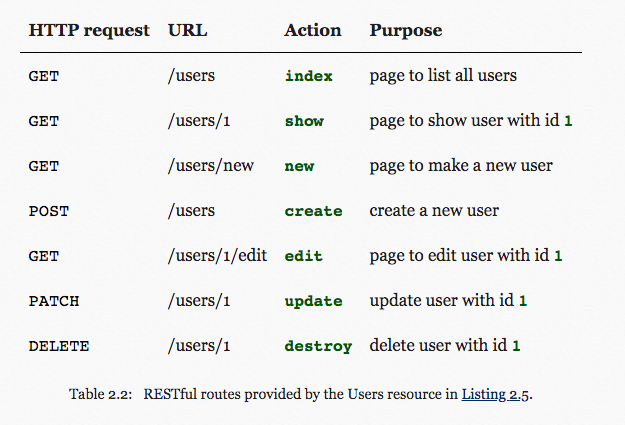 HTTP request URL Action Purpose
GET /users index page to list all users
GET /users/1 show page to show user with id 1
GET /users/new new page to make a new user
POST /users create create a new user
GET /users/1/edit edit page to edit user with id 1
PATCH /users/1 update update user with id 1
DELETE /users/1 destroy delete user with id 1
Table 2.2: RESTful routes provided by the Users resource in Listing 2.5.